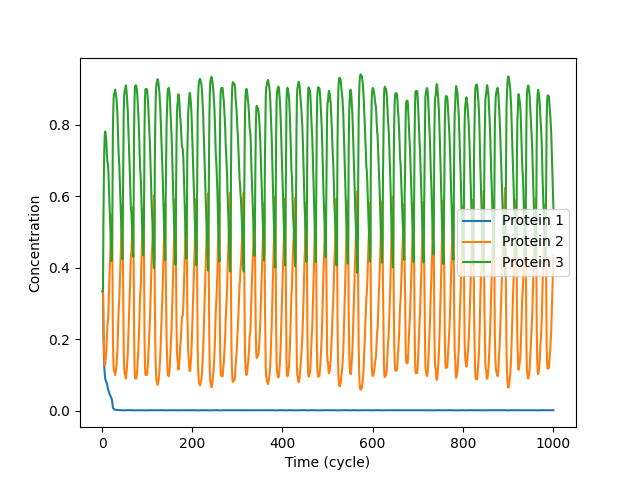 Concentration
0.8
0.6
0.4
0.2
0.0
Protein 1
Protein 2
Protein 3
0 200 400 600 800 1000
Time (cycle)